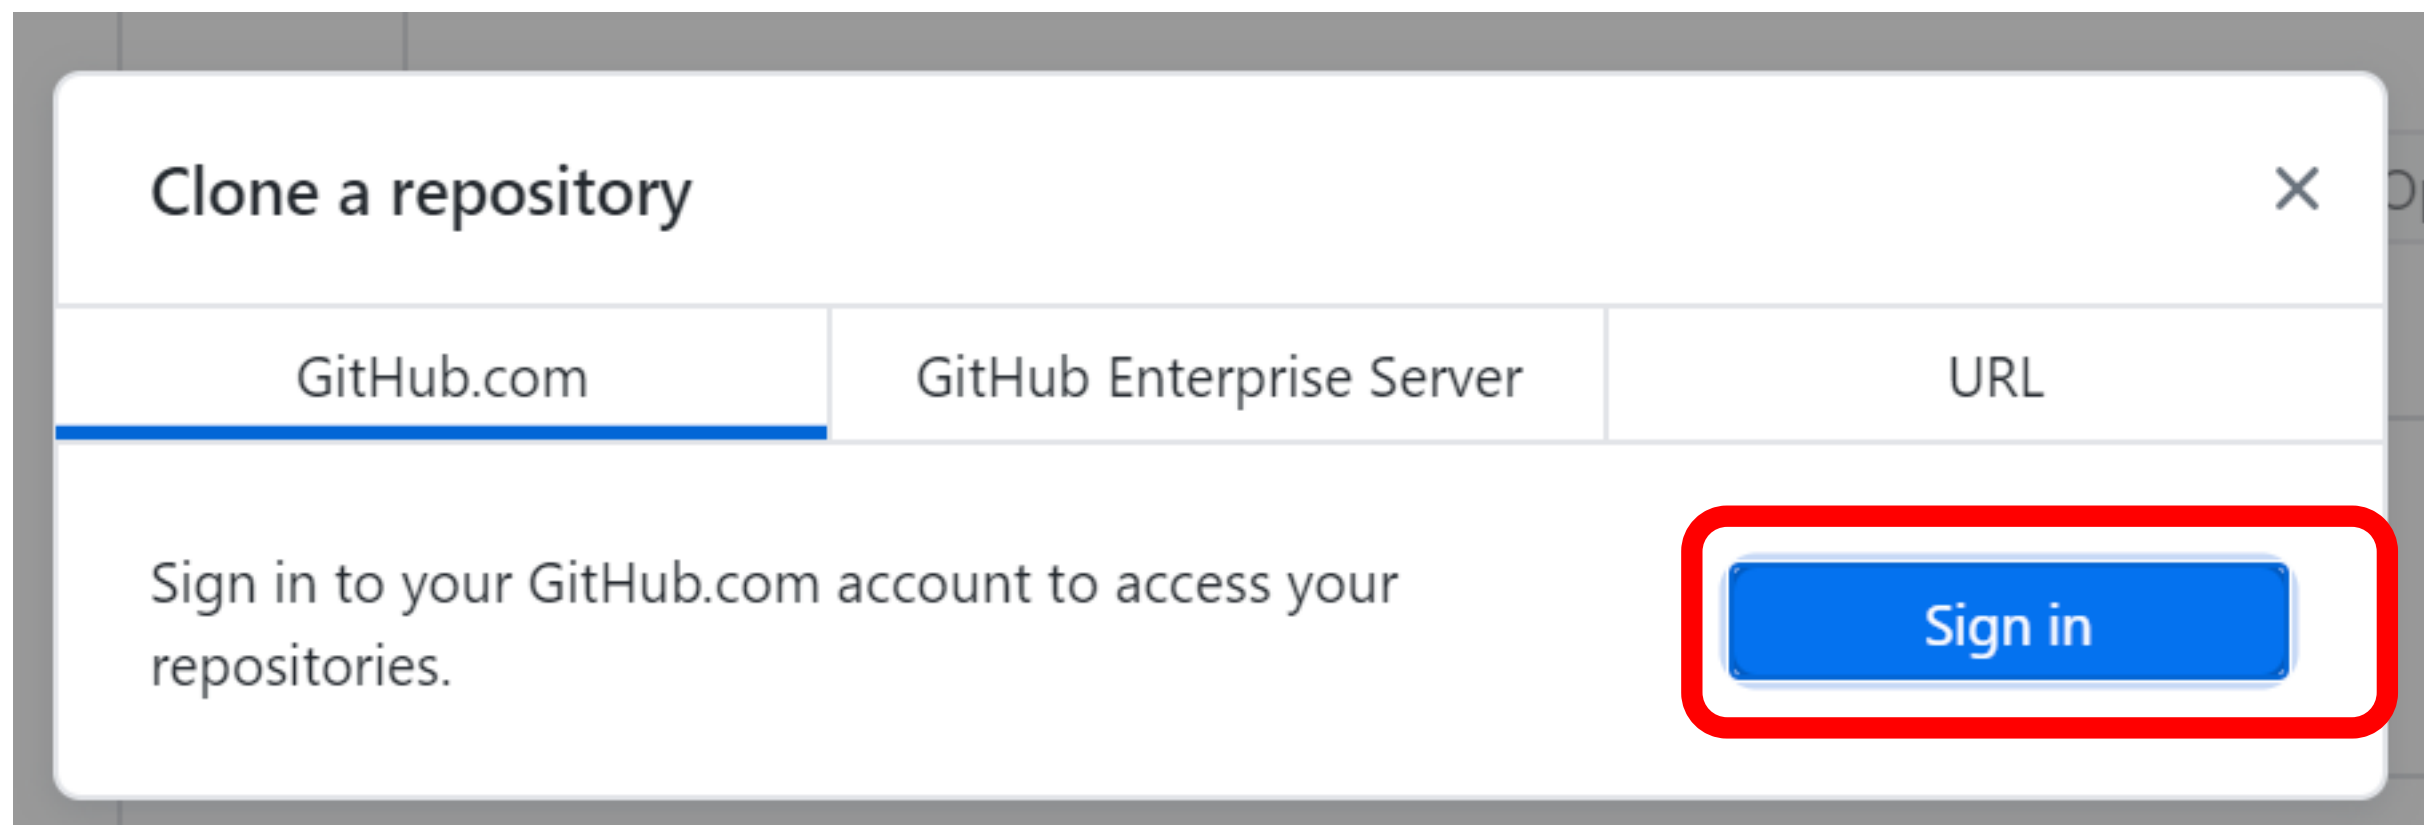 Clone a repository
GitHub.com
GitHub Enterprise Server
URL
Sign in to your GitHub.com account to access your
repositories.
Sign in